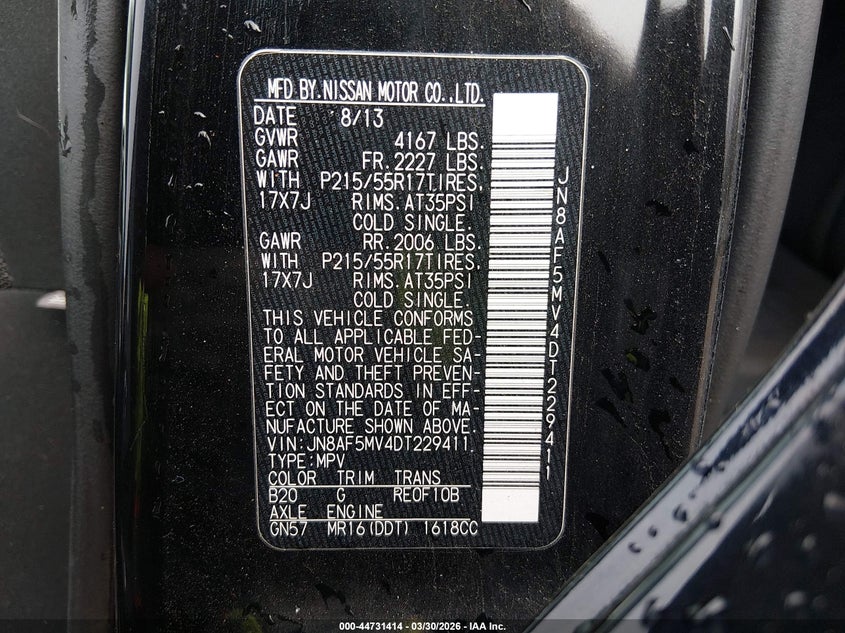 MFD.BY.NISSAN MOTOR CO.,LTD.
DATE 8/13
GVWR 4167 LBS.
GAWR FR.2227 LBS.
WITH P215/55R17TIRES,
17X7J RIMS.AT35PSI
COLD SINGLE.
GAWR RR.2006 LBS.
WITH P215/55R17TIRES,
17X7J RIMS.AT35PSI
COLD SINGLE.
THIS VEHICLE CONFORMS
TO ALL APPLICABLE FED-
ERAL MOTOR VEHICLE SA-
FETY AND THEFT PREVEN-
TION STANDARDS IN EFF-
ECT ON THE DATE OF MA-
NUFACTURE SHOWN ABOVE.
VIN:JN8AF5MV4DT229411
TYPE:MPV
COLOR TRIM TRANS
B20 G RE0F10B
AXLE ENGINE
GN57 MR16(DDT) 1618CC
JN8AF5MV4DT229411
000-44731414 • 03/30/2026 - IAA Inc.